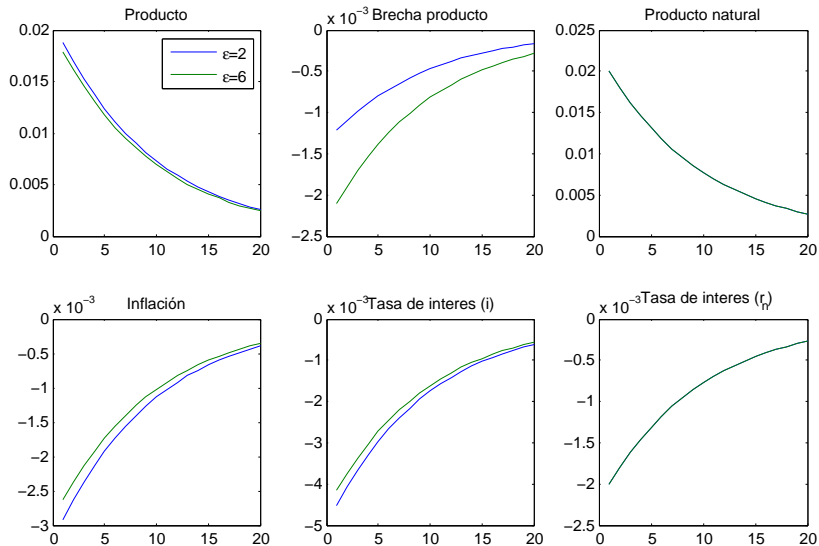 Producto
0.02
0.015
0.01
0.005
0
0 5 10 15 20
ε=2
ε=6
x 10⁻³
Brecha producto
0
−0.5
−1
−1.5
−2
−2.5
0 5 10 15 20
Producto natural
0.025
0.02
0.015
0.01
0.005
0
0 5 10 15 20
x 10⁻³
Inflación
0
−0.5
−1
−1.5
−2
−2.5
−3
0 5 10 15 20
x 10⁻³ Tasa de interes (i)
0
−1
−2
−3
−4
−5
0 5 10 15 20
x 10⁻³ Tasa de interes (rₙ)
0
−0.5
−1
−1.5
−2
−2.5
0 5 10 15 20